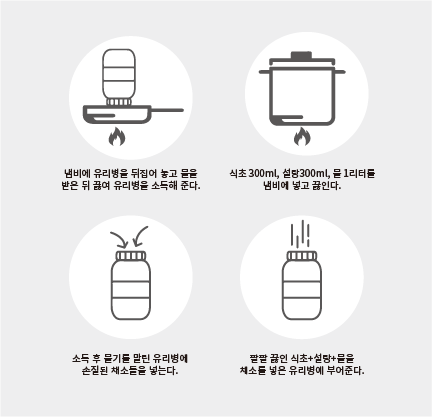 냄비에 유리병을 뒤집어 놓고 물을
받은 뒤 끓여 유리병을 소독해 준다.
식초 300ml, 설탕300ml, 물 1리터를
냄비에 넣고 끓인다.
소독 후 물기를 말린 유리병에
손질된 채소들을 넣는다.
팔팔 끓인 식초+설탕+물을
채소를 넣은 유리병에 부어준다.